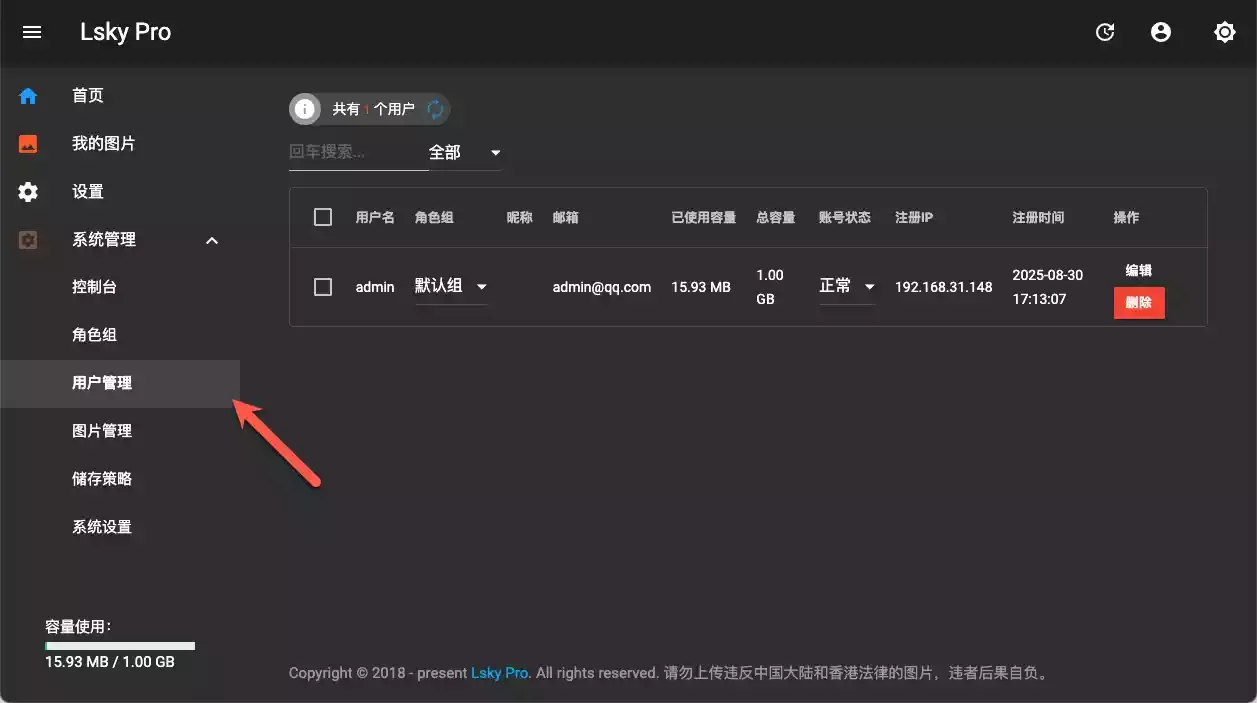 Lsky Pro
首页
我的图片
设置
系统管理
控制台
角色组
用户管理
图片管理
储存策略
系统设置
容量使用：
15.93 MB / 1.00 GB
共有 1 个用户
回车搜索...
全部
用户名 角色组 昵称 邮箱 已使用容量 总容量 账号状态 注册IP 注册时间 操作
admin 默认组 admin@qq.com 15.93 MB 1.00 GB 正常 192.168.31.148 2025-08-30 17:13:07 编辑
删除
Copyright © 2018 - present Lsky Pro. All rights reserved. 请勿上传违反中国大陆和香港法律的图片，违者后果自负。